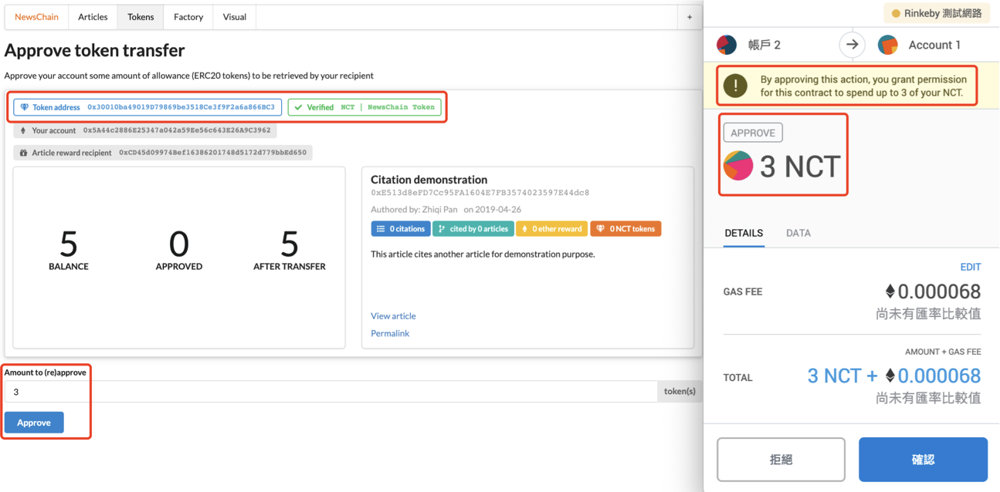 NewsChain Articles Tokens Factory Visual +
Approve token transfer
Approve your account some amount of allowance (ERC20 tokens) to be retrieved by your recipient
Token address 0x30010ba49019D79869be3518Ce3f9F2a6a866BC3 Verified NCT | NewsChain Token
Your account 0x5A44c2886E25347a042a59Ee56c643E26A9C3962
Article reward recipient 0xCD45d09974Bef16386201748d5172d779bbEd650
5
BALANCE
0
APPROVED
5
AFTER TRANSFER
Citation demonstration
0xE513d8eFD7Cc95FA1604E7FB3574023597E44dc8
Authored by: Zhiqi Pan on 2019-04-26
0 citations cited by 0 articles 0 ether reward 0 NCT tokens
This article cites another article for demonstration purpose.
View article
Permalink
Amount to (re)approve
3 token(s)
Approve
Rinkeby 測試網路
帳戶 2 Account 1
By approving this action, you grant permission
for this contract to spend up to 3 of your NCT.
APPROVE
3 NCT
DETAILS DATA
EDIT
GAS FEE 0.000068
尚未有匯率比較值
AMOUNT + GAS FEE
TOTAL 3 NCT + 0.000068
尚未有匯率比較值
拒絕 確認